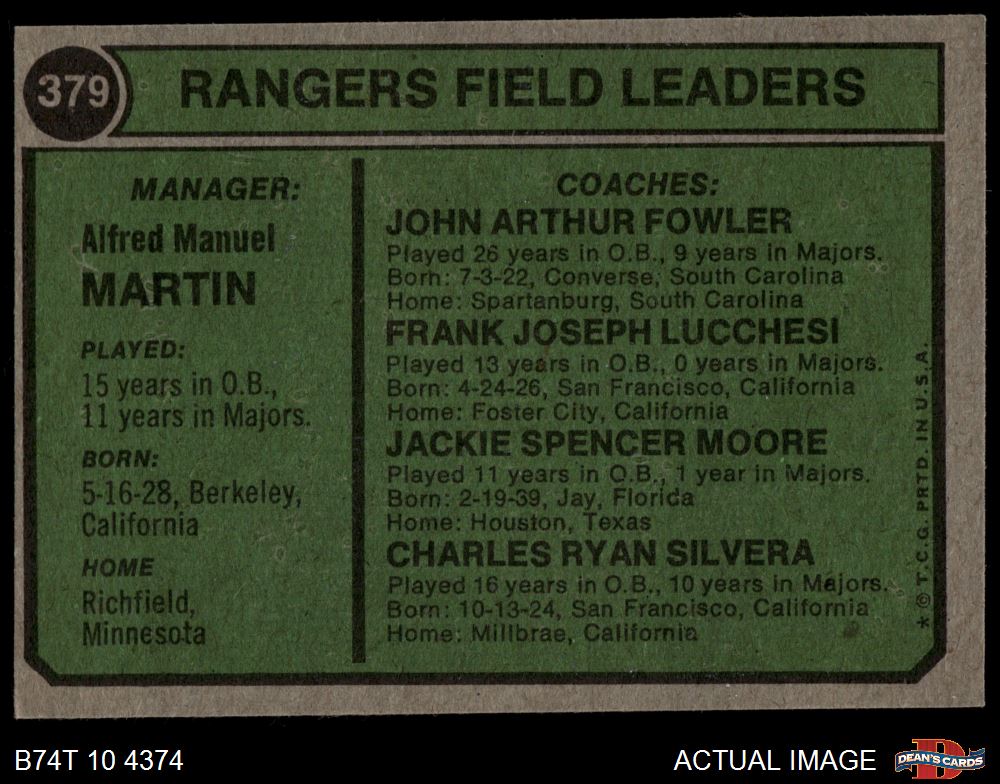 379
RANGERS FIELD LEADERS
MANAGER:
Alfred Manuel
MARTIN
PLAYED:
15 years in O.B.,
11 years in Majors.
BORN:
5-16-28, Berkeley,
California
HOME
Richfield,
Minnesota
COACHES:
JOHN ARTHUR FOWLER
Played 26 years in O.B., 9 years in Majors.
Born: 7-3-22, Converse, South Carolina
Home: Spartanburg, South Carolina
FRANK JOSEPH LUCCHESI
Played 13 years in O.B., 0 years in Majors.
Born: 4-24-26, San Francisco, California
Home: Foster City, California
JACKIE SPENCER MOORE
Played 11 years in O.B., 1 year in Majors.
Born: 2-19-39, Jay, Florida
Home: Houston, Texas
CHARLES RYAN SILVERA
Played 16 years in O.B., 10 years in Majors.
Born: 10-13-24, San Francisco, California
Home: Millbrae, California
* © T.C.G. PRTD. IN U.S.A.
B74T 10 4374
ACTUAL IMAGE
D
DEAN'S CARDS